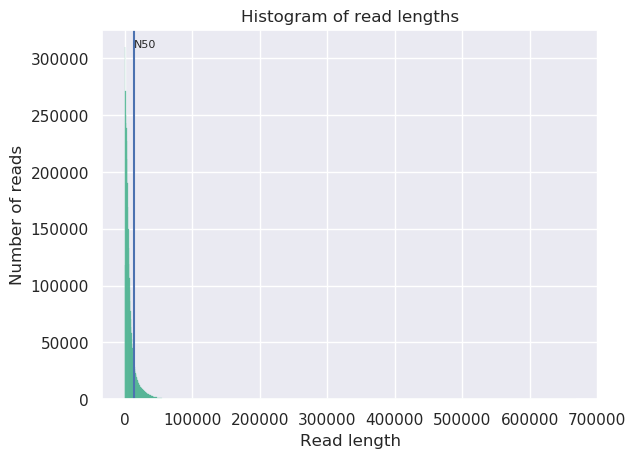 Histogram of read lengths
N50
300000
250000
200000
150000
100000
50000
0
Number of reads
0 100000 200000 300000 400000 500000 600000 700000
Read length